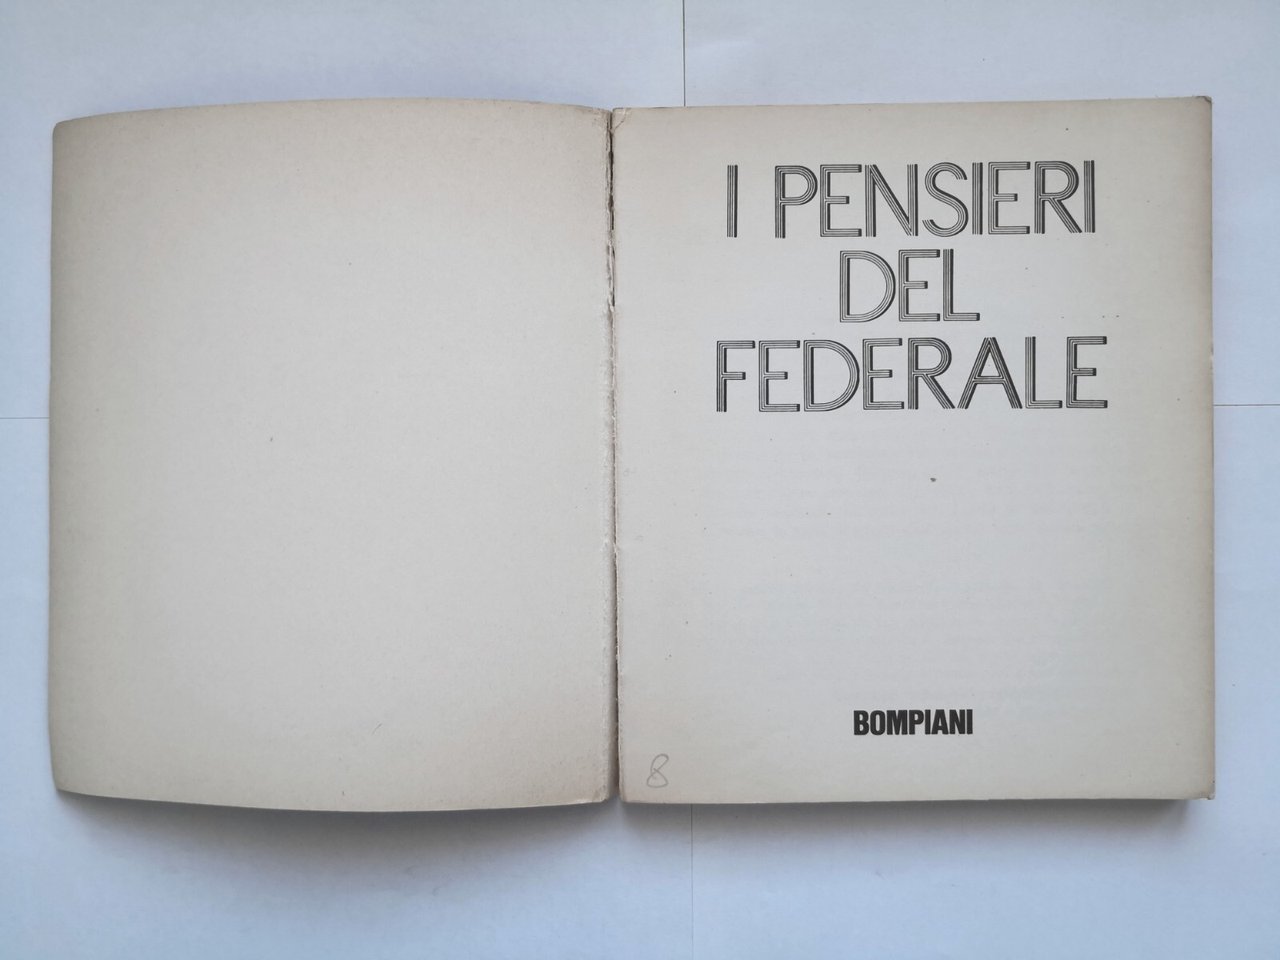 I PENSIERI
DEL
FEDERALE
BOMPIANI
8